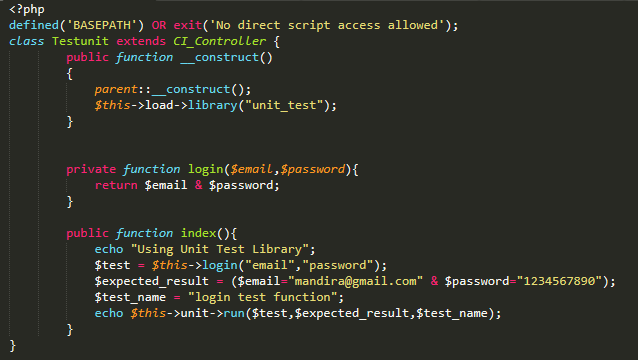 <?php
defined('BASEPATH') OR exit('No direct script access allowed');
class Testunit extends CI_Controller {
public function __construct()
{
parent::__construct();
$this->load->library("unit_test");
}
private function login($email,$password){
return $email & $password;
}
public function index(){
echo "Using Unit Test Library";
$test = $this->login("email","password");
$expected_result = ($email="mandira@gmail.com" & $password="1234567890");
$test_name = "login test function";
echo $this->unit->run($test,$expected_result,$test_name);
}
}